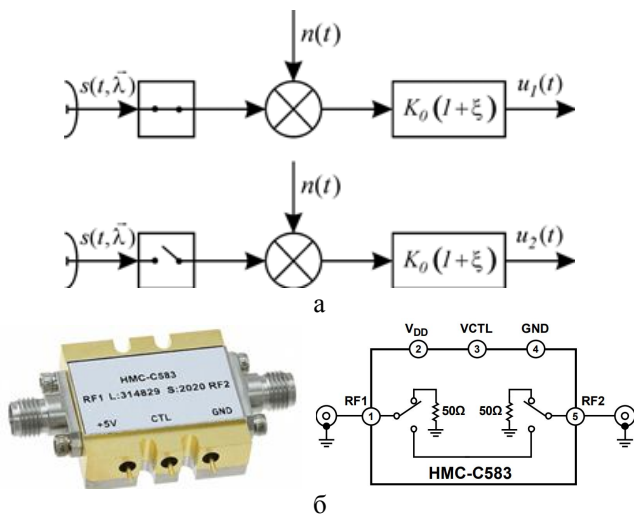 n(t)
s(t,λ⃗)
K₀(1+ξ)
u₁(t)
n(t)
s(t,λ⃗)
K₀(1+ξ)
u₂(t)
а
HMC-C583
RF1 L:314829 S:2020 RF2
+5V CTL GND
V_DD VCTL GND
2 3 4
RF1 RF2
1 50Ω 50Ω 5
HMC-C583
б